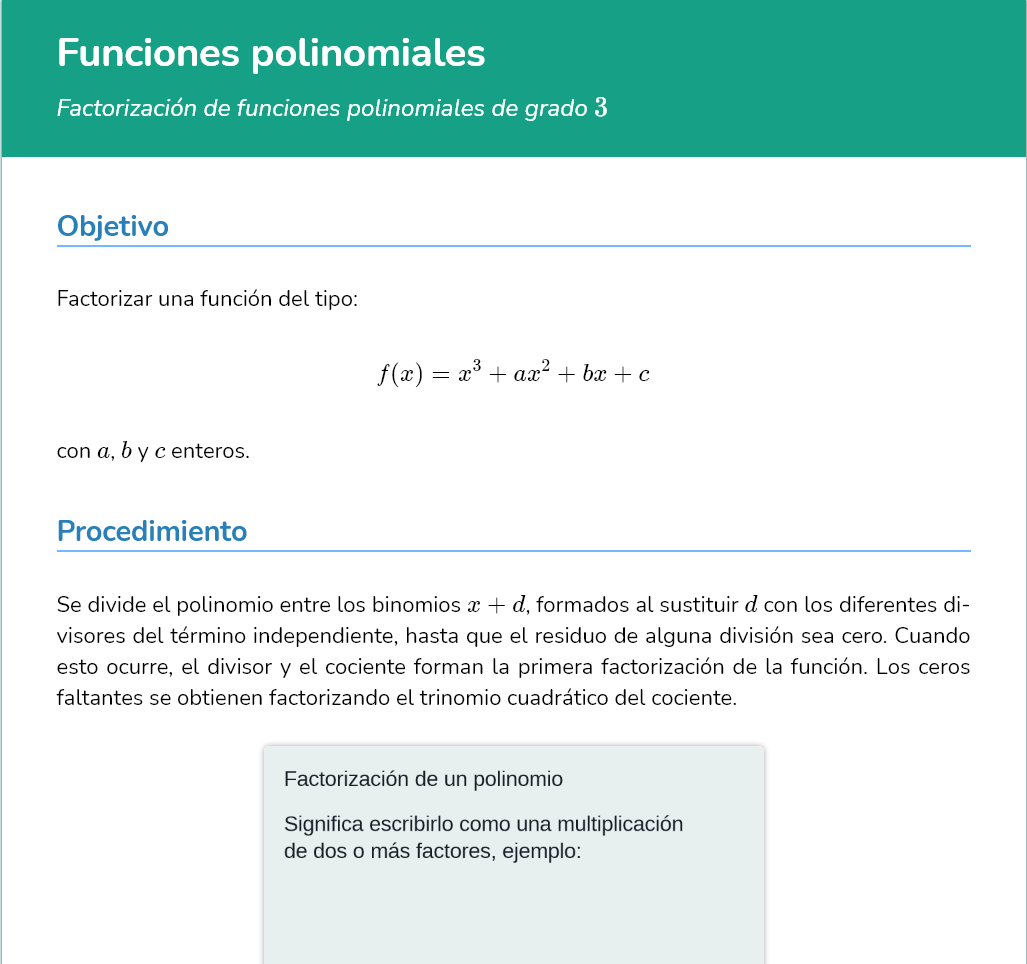 Funciones polinomiales
Factorización de funciones polinomiales de grado 3
Objetivo
Factorizar una función del tipo:
f(x) = x³ + ax² + bx + c
con a, b y c enteros.
Procedimiento
Se divide el polinomio entre los binomios x + d, formados al sustituir d con los diferentes di-
visores del término independiente, hasta que el residuo de alguna división sea cero. Cuando
esto ocurre, el divisor y el cociente forman la primera factorización de la función. Los ceros
faltantes se obtienen factorizando el trinomio cuadrático del cociente.
Factorización de un polinomio
Significa escribirlo como una multiplicación
de dos o más factores, ejemplo: